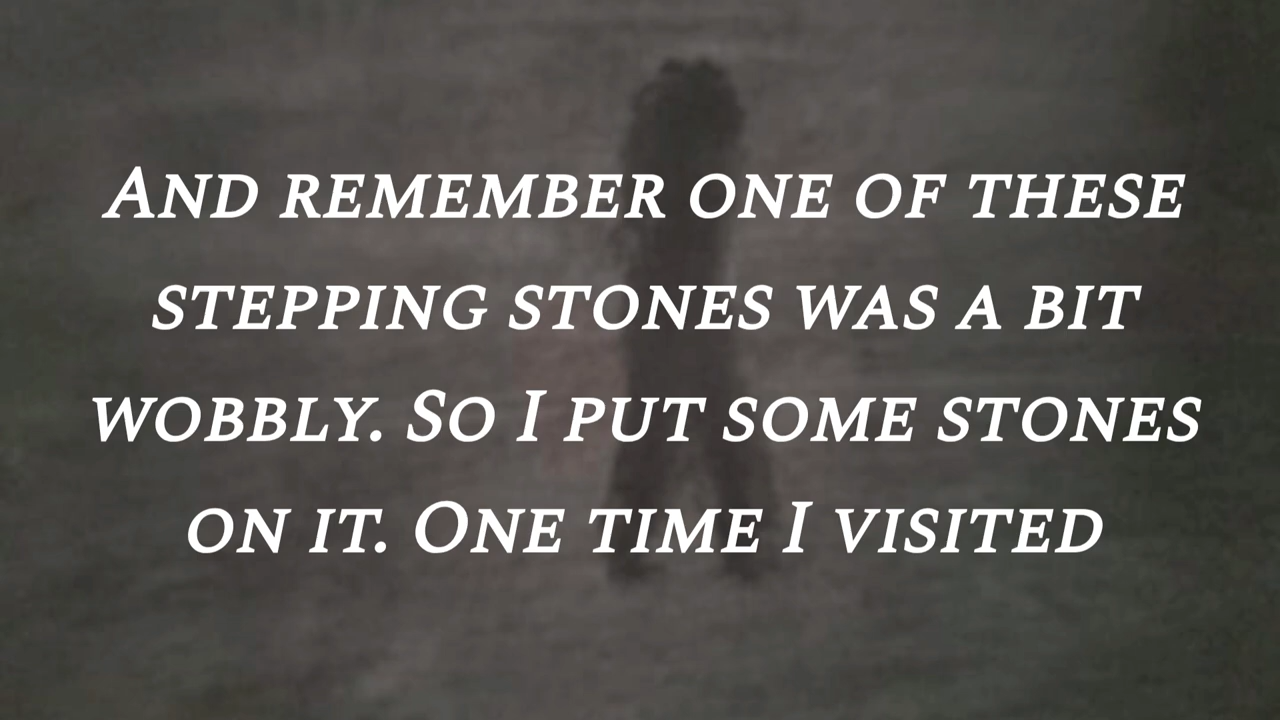 And remember one of these
stepping stones was a bit
wobbly. So I put some stones
on it. One time I visited